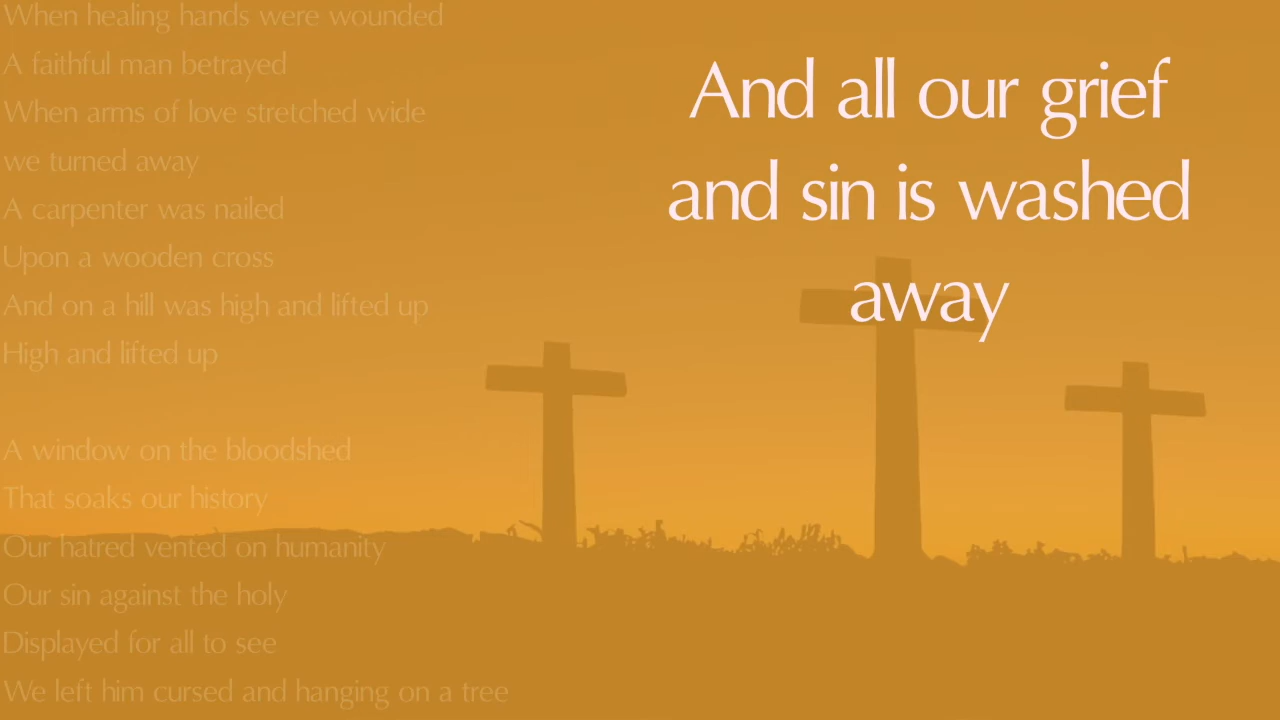 When healing hands were wounded
A faithful man betrayed
When arms of love stretched wide
we turned away
A carpenter was nailed
Upon a wooden cross
And on a hill was high and lifted up
High and lifted up
A window on the bloodshed
That soaks our history
Our hatred vented on humanity
Our sin against the holy
Displayed for all to see
We left him cursed and hanging on a tree
And all our grief
and sin is washed
away